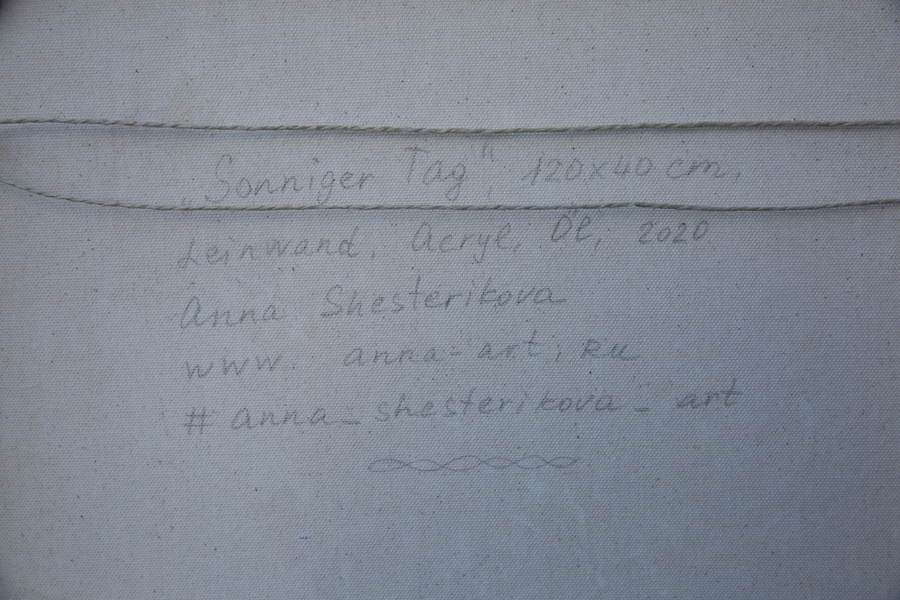 „Sonniger Tag“, 120x40 cm.
Leinwand, Acryl, Öl, 2020
Anna Shesterikova
www. anna-art.ru
# anna_shesterikova_art